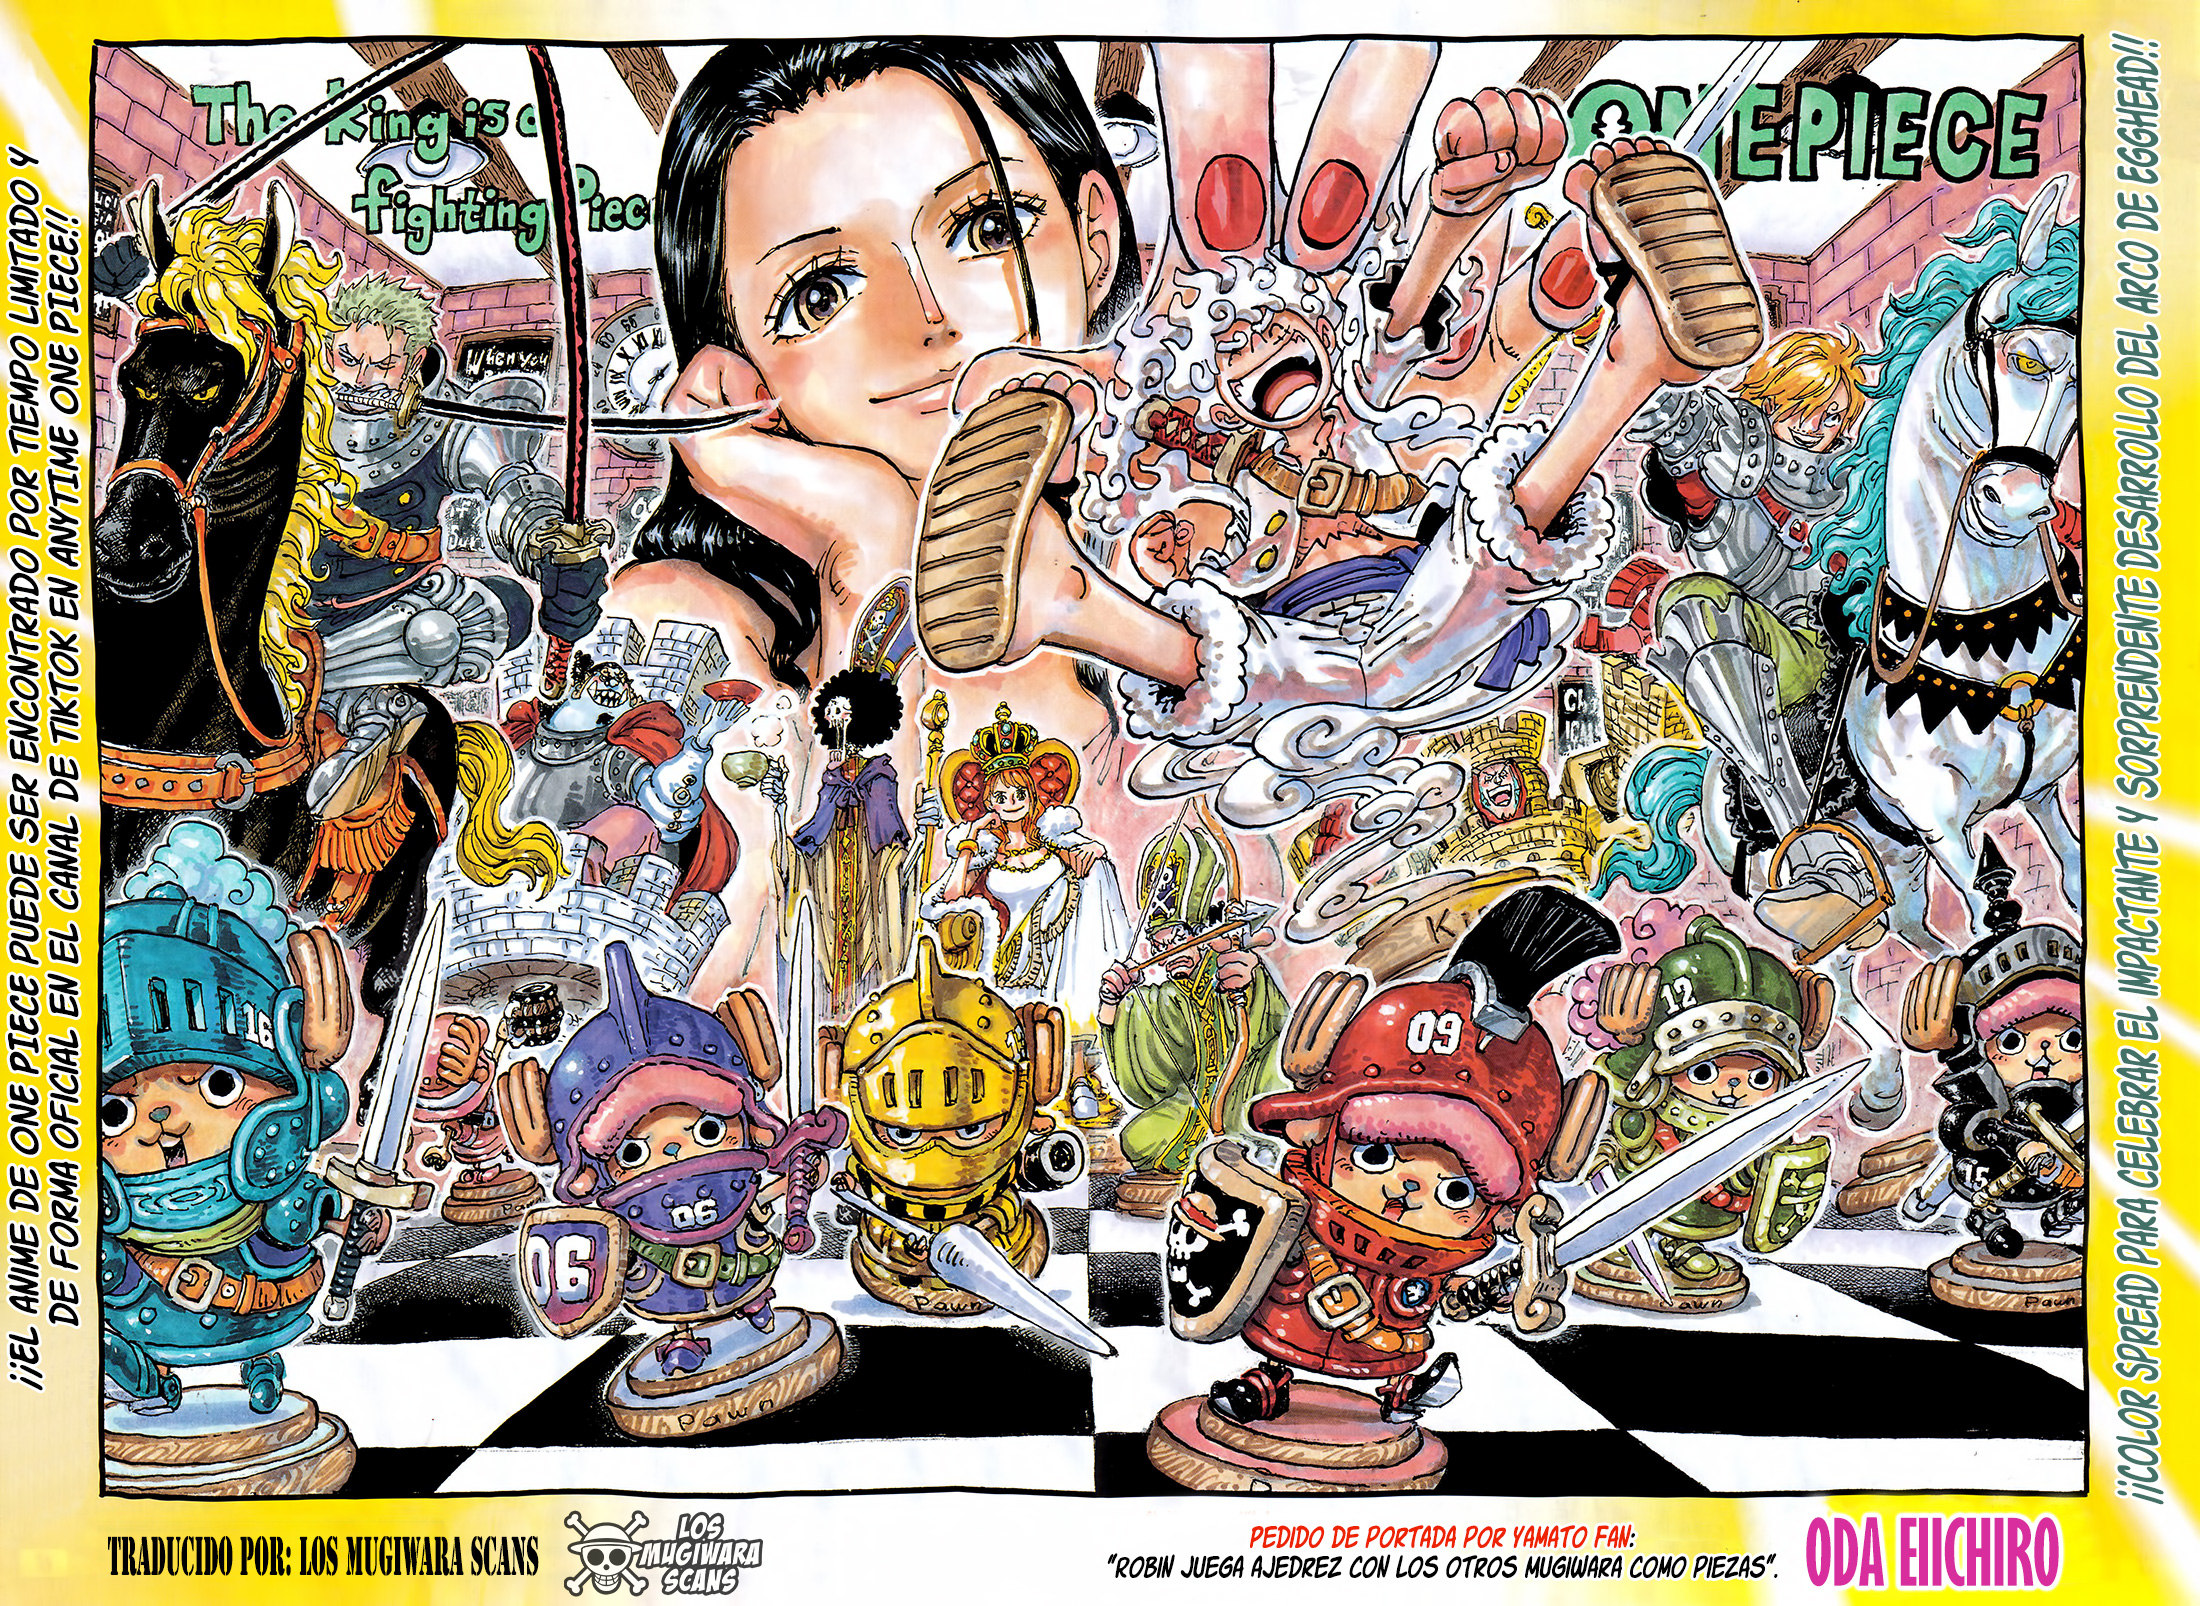 ¡¡EL ANIME DE ONE PIECE PUEDE SER ENCONTRADO POR TIEMPO LIMITADO Y
DE FORMA OFICIAL EN EL CANAL DE TIKTOK EN ANYTIME ONE PIECE!!
The King is a
fighting Piece
ONE PIECE
When you
16
06
06
Pawn
Pawn
09
12
Pawn
15
Pawn
¡¡COLOR SPREAD PARA CELEBRAR EL IMPACTANTE Y SORPRENDENTE DESARROLLO DEL ARCO DE EGGHEAD!!
TRADUCIDO POR: LOS MUGIWARA SCANS
LOS
MUGIWARA
SCANS
PEDIDO DE PORTADA POR YAMATO FAN:
"ROBIN JUEGA AJEDREZ CON LOS OTROS MUGIWARA COMO PIEZAS".
ODA EIICHIRO